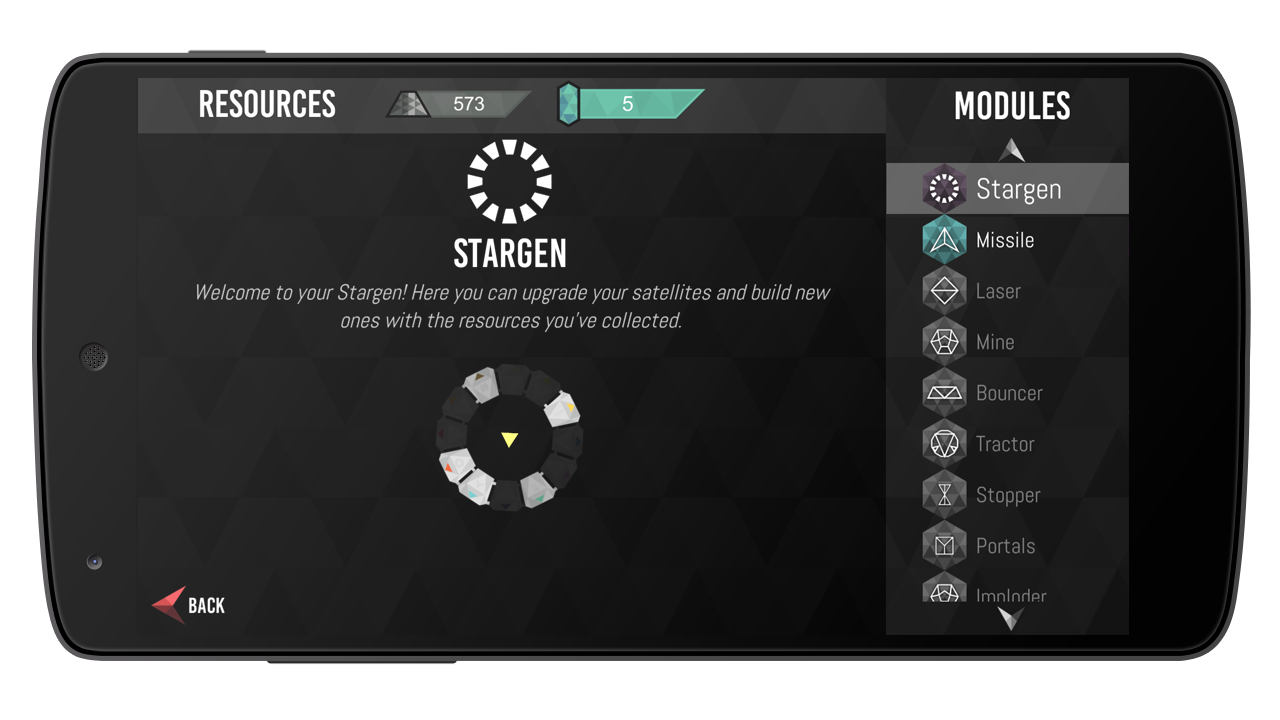 RESOURCES 573 5
STARGEN
Welcome to your Stargen! Here you can upgrade your satellites and build new
ones with the resources you've collected.
BACK
MODULES
Stargen
Missile
Laser
Mine
Bouncer
Tractor
Stopper
Portals
Imploder